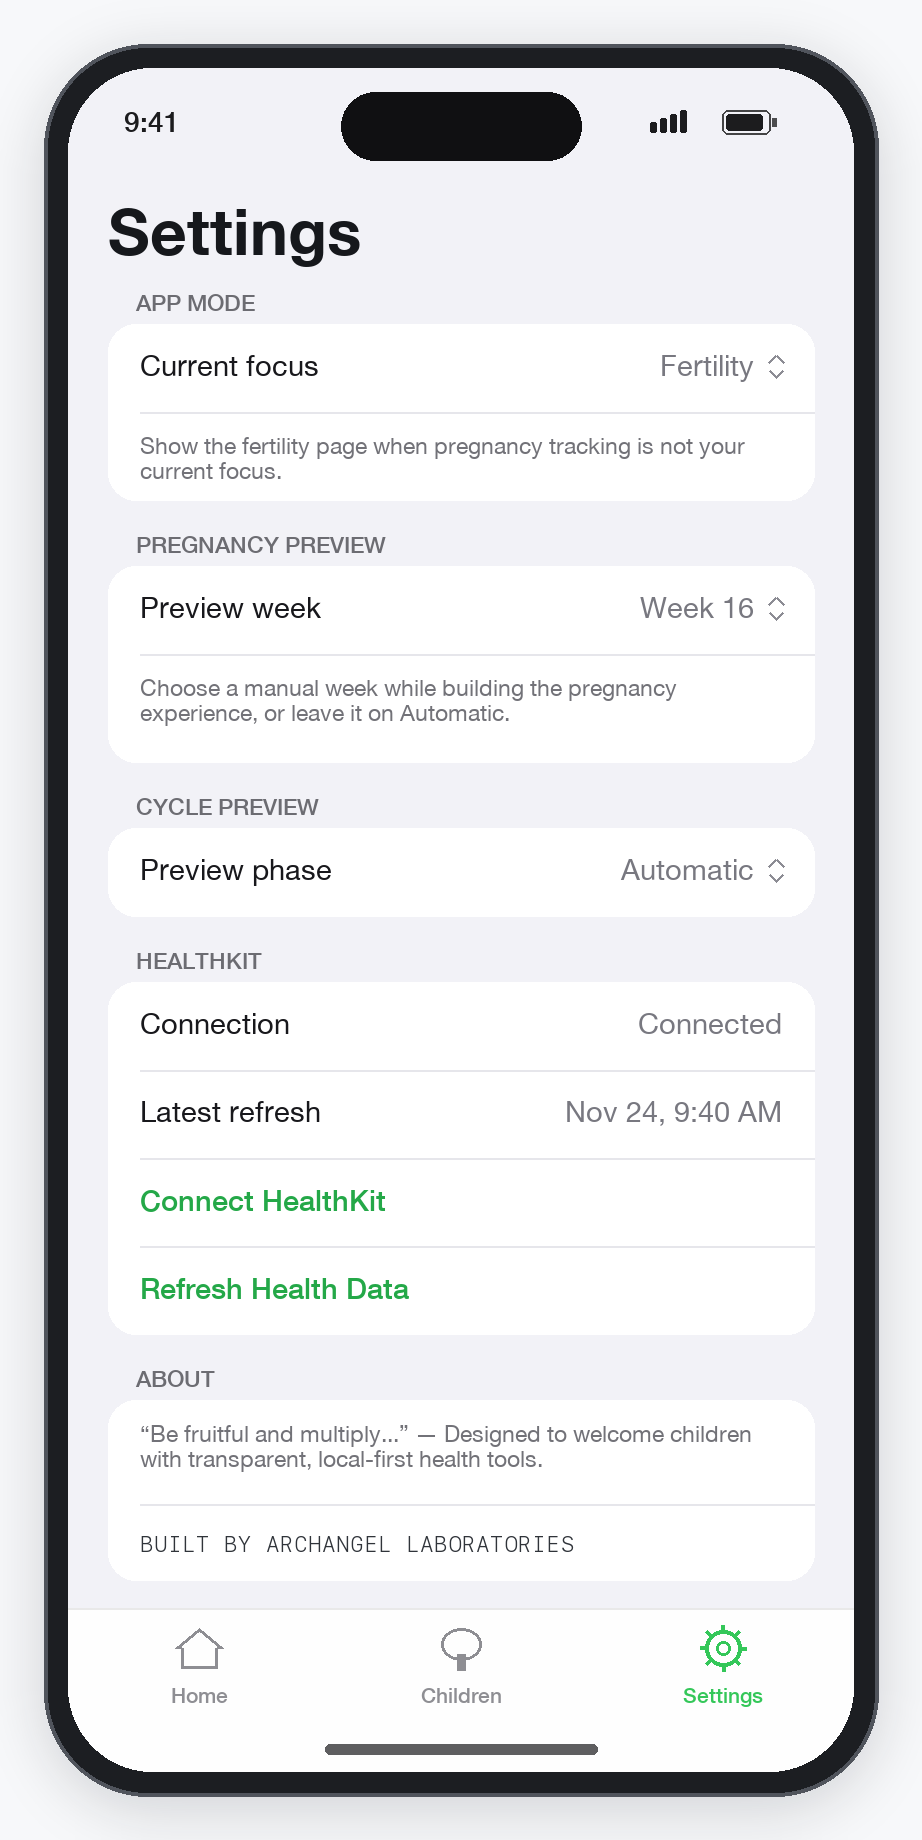 9:41
Settings
APP MODE
Current focus
Fertility
Show the fertility page when pregnancy tracking is not your
current focus.
PREGNANCY PREVIEW
Preview week
Week 16
Choose a manual week while building the pregnancy
experience, or leave it on Automatic.
CYCLE PREVIEW
Preview phase
Automatic
HEALTHKIT
Connection
Connected
Latest refresh
Nov 24, 9:40 AM
Connect HealthKit
Refresh Health Data
ABOUT
“Be fruitful and multiply...” — Designed to welcome children
with transparent, local-first health tools.
BUILT BY ARCHANGEL LABORATORIES
Home
Children
Settings